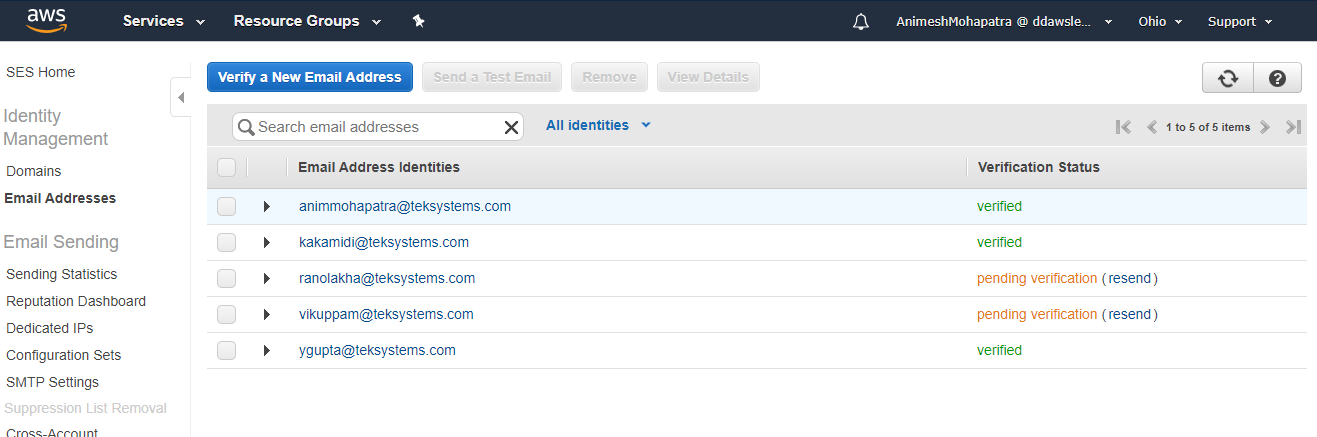 aws Services Resource Groups AnimeshMohapatra @ ddawsle... Ohio Support
SES Home
Identity
Management
Domains
Email Addresses
Email Sending
Sending Statistics
Reputation Dashboard
Dedicated IPs
Configuration Sets
SMTP Settings
Suppression List Removal
Cross-Account
Verify a New Email Address Send a Test Email Remove View Details
Search email addresses All identities 1 to 5 of 5 items
Email Address Identities Verification Status
animmohapatra@teksystems.com verified
kakamidi@teksystems.com verified
ranolakha@teksystems.com pending verification (resend)
vikuppam@teksystems.com pending verification (resend)
ygupta@teksystems.com verified